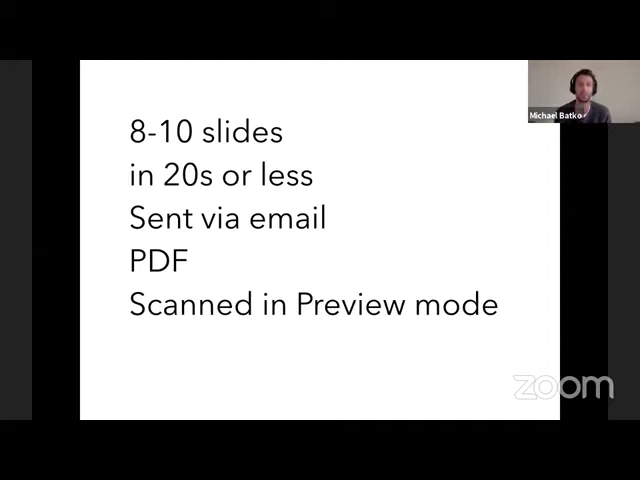 8-10 slides
in 20s or less
Sent via email
PDF
Scanned in Preview mode
Michael Batko
zoom